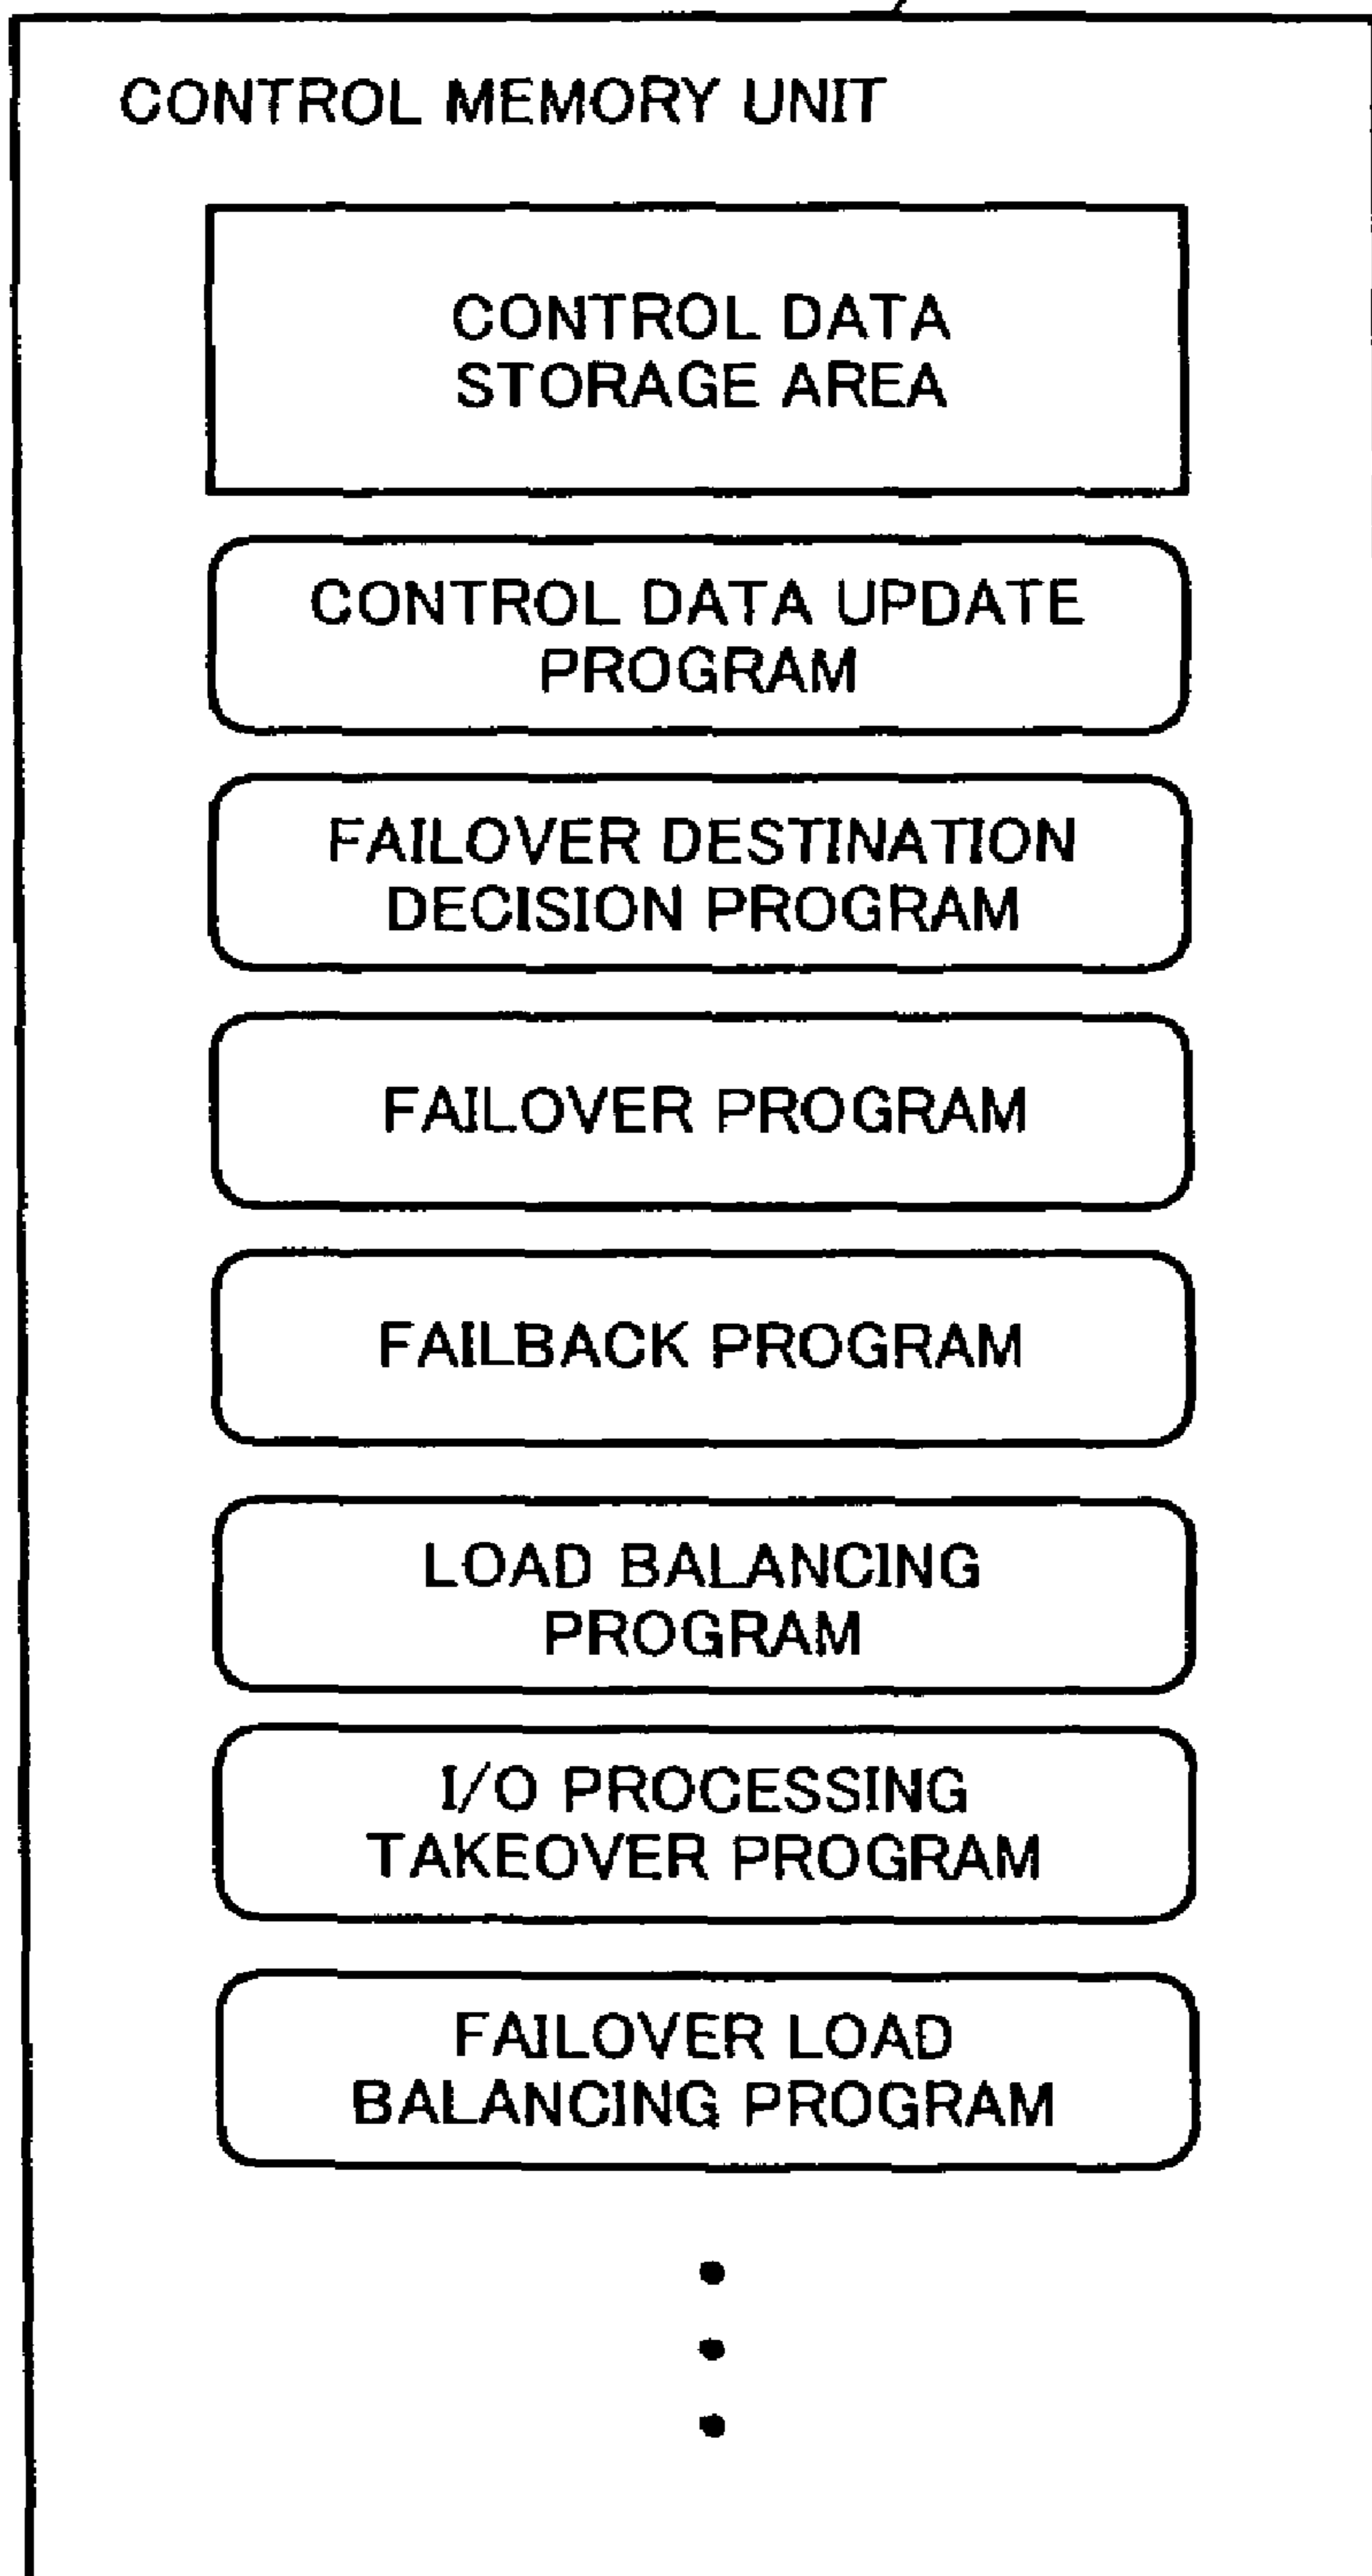 CONTROL MEMORY UNIT
CONTROL DATA
STORAGE AREA
CONTROL DATA UPDATE
PROGRAM
FAILOVER DESTINATION
DECISION PROGRAM
FAILOVER PROGRAM
FAILBACK PROGRAM
LOAD BALANCING
PROGRAM
I/O PROCESSING
TAKEOVER PROGRAM
FAILOVER LOAD
BALANCING PROGRAM